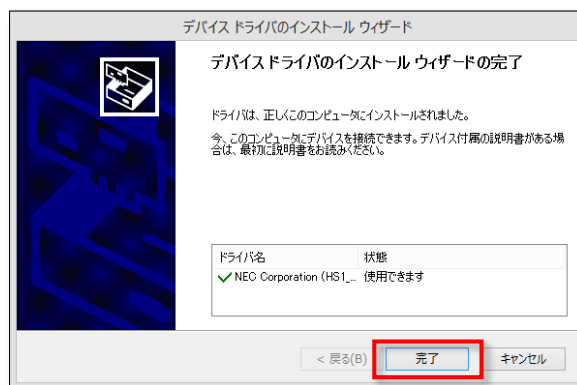 デバイス ドライバのインストール ウィザード
デバイス ドライバのインストール ウィザードの完了
ドライバは、正しくこのコンピュータにインストールされました。
今、このコンピュータにデバイスを接続できます。デバイス付属の説明書がある場
合は、最初に説明書をお読みください。
ドライバ名 状態
NEC Corporation (HS1_... 使用できます
< 戻る(B) 完了 キャンセル